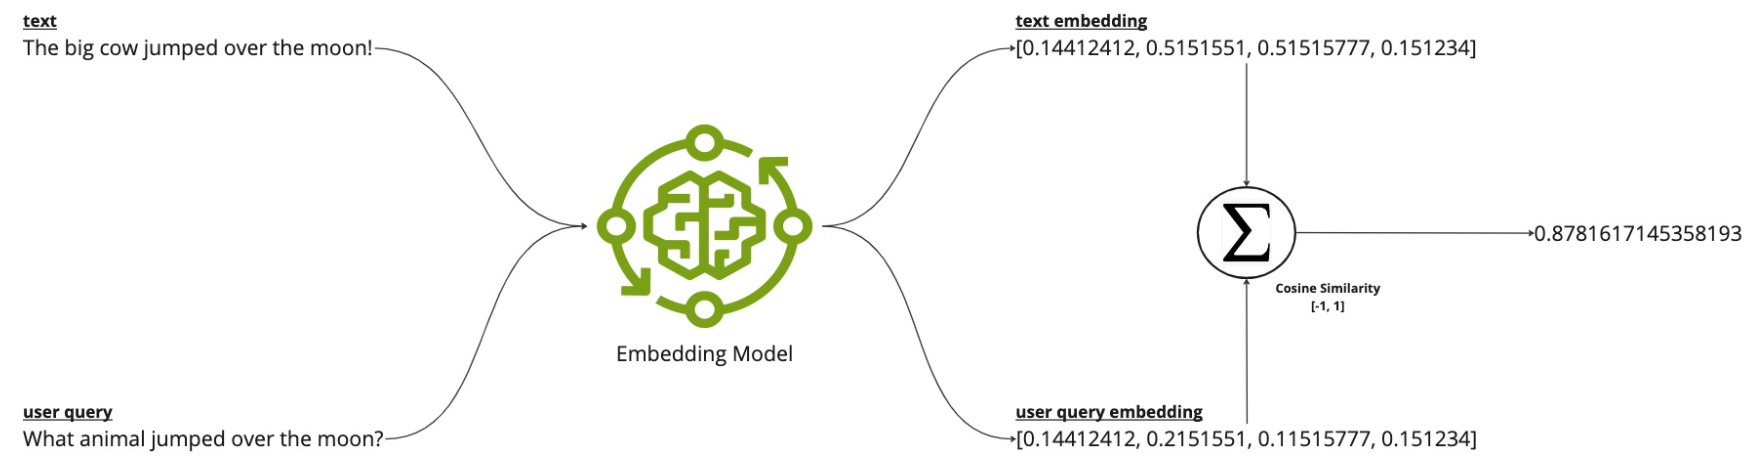 text
The big cow jumped over the moon!
text embedding
[0.14412412, 0.5151551, 0.51515777, 0.151234]
Σ
0.8781617145358193
Cosine Similarity
[-1, 1]
Embedding Model
user query
What animal jumped over the moon?
user query embedding
[0.14412412, 0.2151551, 0.11515777, 0.151234]